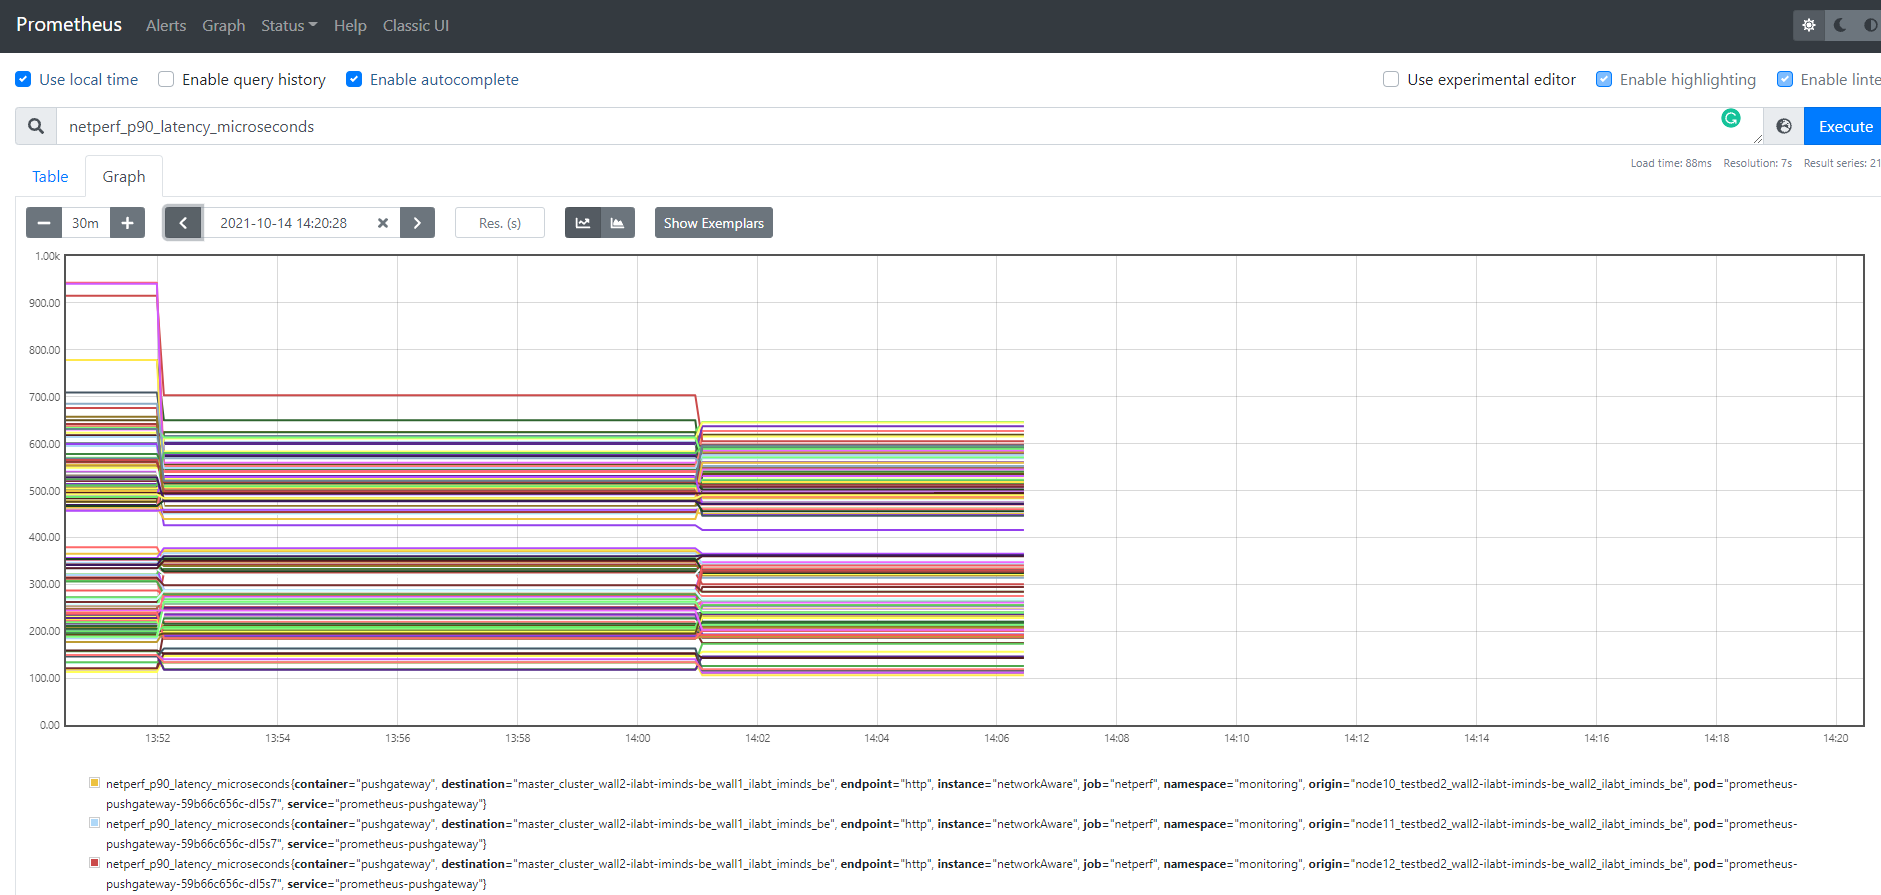 Prometheus Alerts Graph Status Help Classic UI
Use local time Enable query history Enable autocomplete Use experimental editor Enable highlighting Enable linte
netperf_p90_latency_microseconds Execute
Load time: 88ms Resolution: 7s Result series: 21
Table Graph
30m 2021-10-14 14:20:28 Res. (s) Show Exemplars
1.00k
900.00
800.00
700.00
600.00
500.00
400.00
300.00
200.00
100.00
0.00
13:52 13:54 13:56 13:58 14:00 14:02 14:04 14:06 14:08 14:10 14:12 14:14 14:16 14:18 14:20
netperf_p90_latency_microseconds{container="pushgateway", destination="master_cluster_wall2-ilabt-iminds-be_wall1_ilabt_iminds_be", endpoint="http", instance="networkAware", job="netperf", namespace="monitoring", origin="node10_testbed2_wall2-ilabt-iminds-be_wall2_ilabt_iminds_be", pod="prometheus-
pushgateway-59b66c656c-dl5s7", service="prometheus-pushgateway"}
netperf_p90_latency_microseconds{container="pushgateway", destination="master_cluster_wall2-ilabt-iminds-be_wall1_ilabt_iminds_be", endpoint="http", instance="networkAware", job="netperf", namespace="monitoring", origin="node11_testbed2_wall2-ilabt-iminds-be_wall2_ilabt_iminds_be", pod="prometheus-
pushgateway-59b66c656c-dl5s7", service="prometheus-pushgateway"}
netperf_p90_latency_microseconds{container="pushgateway", destination="master_cluster_wall2-ilabt-iminds-be_wall1_ilabt_iminds_be", endpoint="http", instance="networkAware", job="netperf", namespace="monitoring", origin="node12_testbed2_wall2-ilabt-iminds-be_wall2_ilabt_iminds_be", pod="prometheus-
pushgateway-59b66c656c-dl5s7", service="prometheus-pushgateway"}